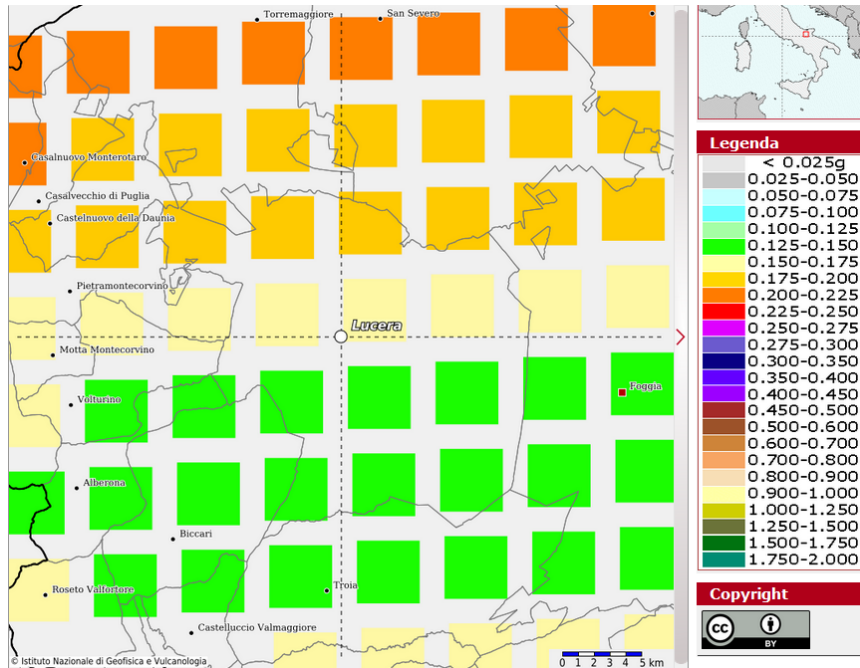 Torremaggiore
San Severo
Casalnuovo Monterotaro
Casalvecchio di Puglia
Castelnuovo della Daunia
Pietramontecorvino
Lucera
Motta Montecorvino
Foggia
Volturino
Alberona
Biccari
Roseto Valfortore
Troia
Castelluccio Valmaggiore
© Istituto Nazionale di Geofisica e Vulcanologia
0 1 2 3 4 5 km
Legenda
< 0.025g
0.025-0.050
0.050-0.075
0.075-0.100
0.100-0.125
0.125-0.150
0.150-0.175
0.175-0.200
0.200-0.225
0.225-0.250
0.250-0.275
0.275-0.300
0.300-0.350
0.350-0.400
0.400-0.450
0.450-0.500
0.500-0.600
0.600-0.700
0.700-0.800
0.800-0.900
0.900-1.000
1.000-1.250
1.250-1.500
1.500-1.750
1.750-2.000
Copyright
cc
BY